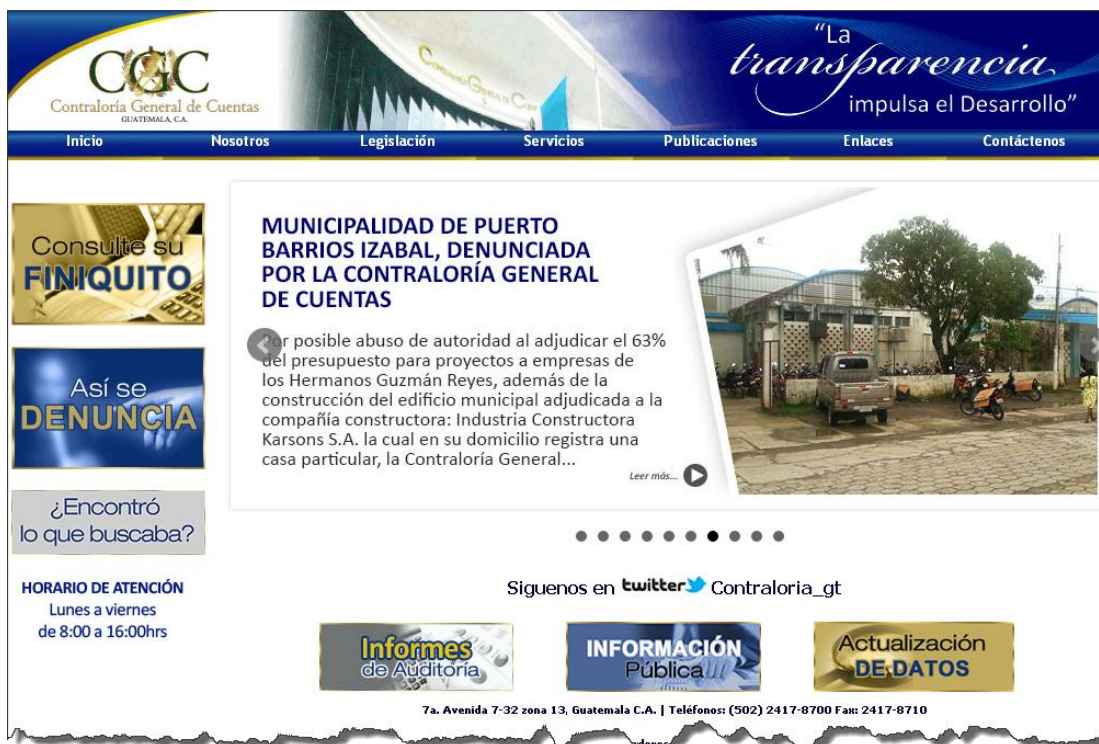 CGC
Contraloría General de Cuentas
GUATEMALA, C.A.
CONTRALORÍA GENERAL DE CUEN
"La
transparencia
impulsa el Desarrollo"
Inicio Nosotros Legislación Servicios Publicaciones Enlaces Contáctenos
Consulte su
FINIQUITO
Así se
DENUNCIA
¿Encontró
lo que buscaba?
HORARIO DE ATENCIÓN
Lunes a viernes
de 8:00 a 16:00hrs
MUNICIPALIDAD DE PUERTO
BARRIOS IZABAL, DENUNCIADA
POR LA CONTRALORÍA GENERAL
DE CUENTAS
Por posible abuso de autoridad al adjudicar el 63%
del presupuesto para proyectos a empresas de
los Hermanos Guzmán Reyes, además de la
construcción del edificio municipal adjudicada a la
compañía constructora: Industria Constructora
Karsons S.A. la cual en su domicilio registra una
casa particular, la Contraloría General...
Leer más...
Siguenos en twitter Contraloria_gt
Informes
de Auditoría
INFORMACIÓN
Pública
Actualización
DE DATOS
7a. Avenida 7-32 zona 13, Guatemala C.A. | Teléfonos: (502) 2417-8700 Fax: 2417-8710